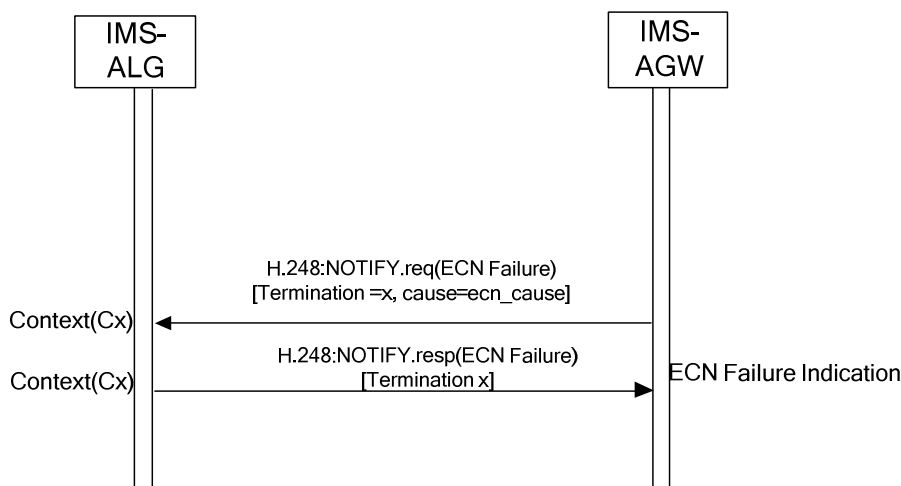 IMS-
ALG
IMS-
AGW
H.248:NOTIFY.req(ECN Failure)
[Termination =x, cause=ecn_cause]
Context(Cx)
H.248:NOTIFY.resp(ECN Failure)
Context(Cx)
[Termination x]
ECN Failure Indication